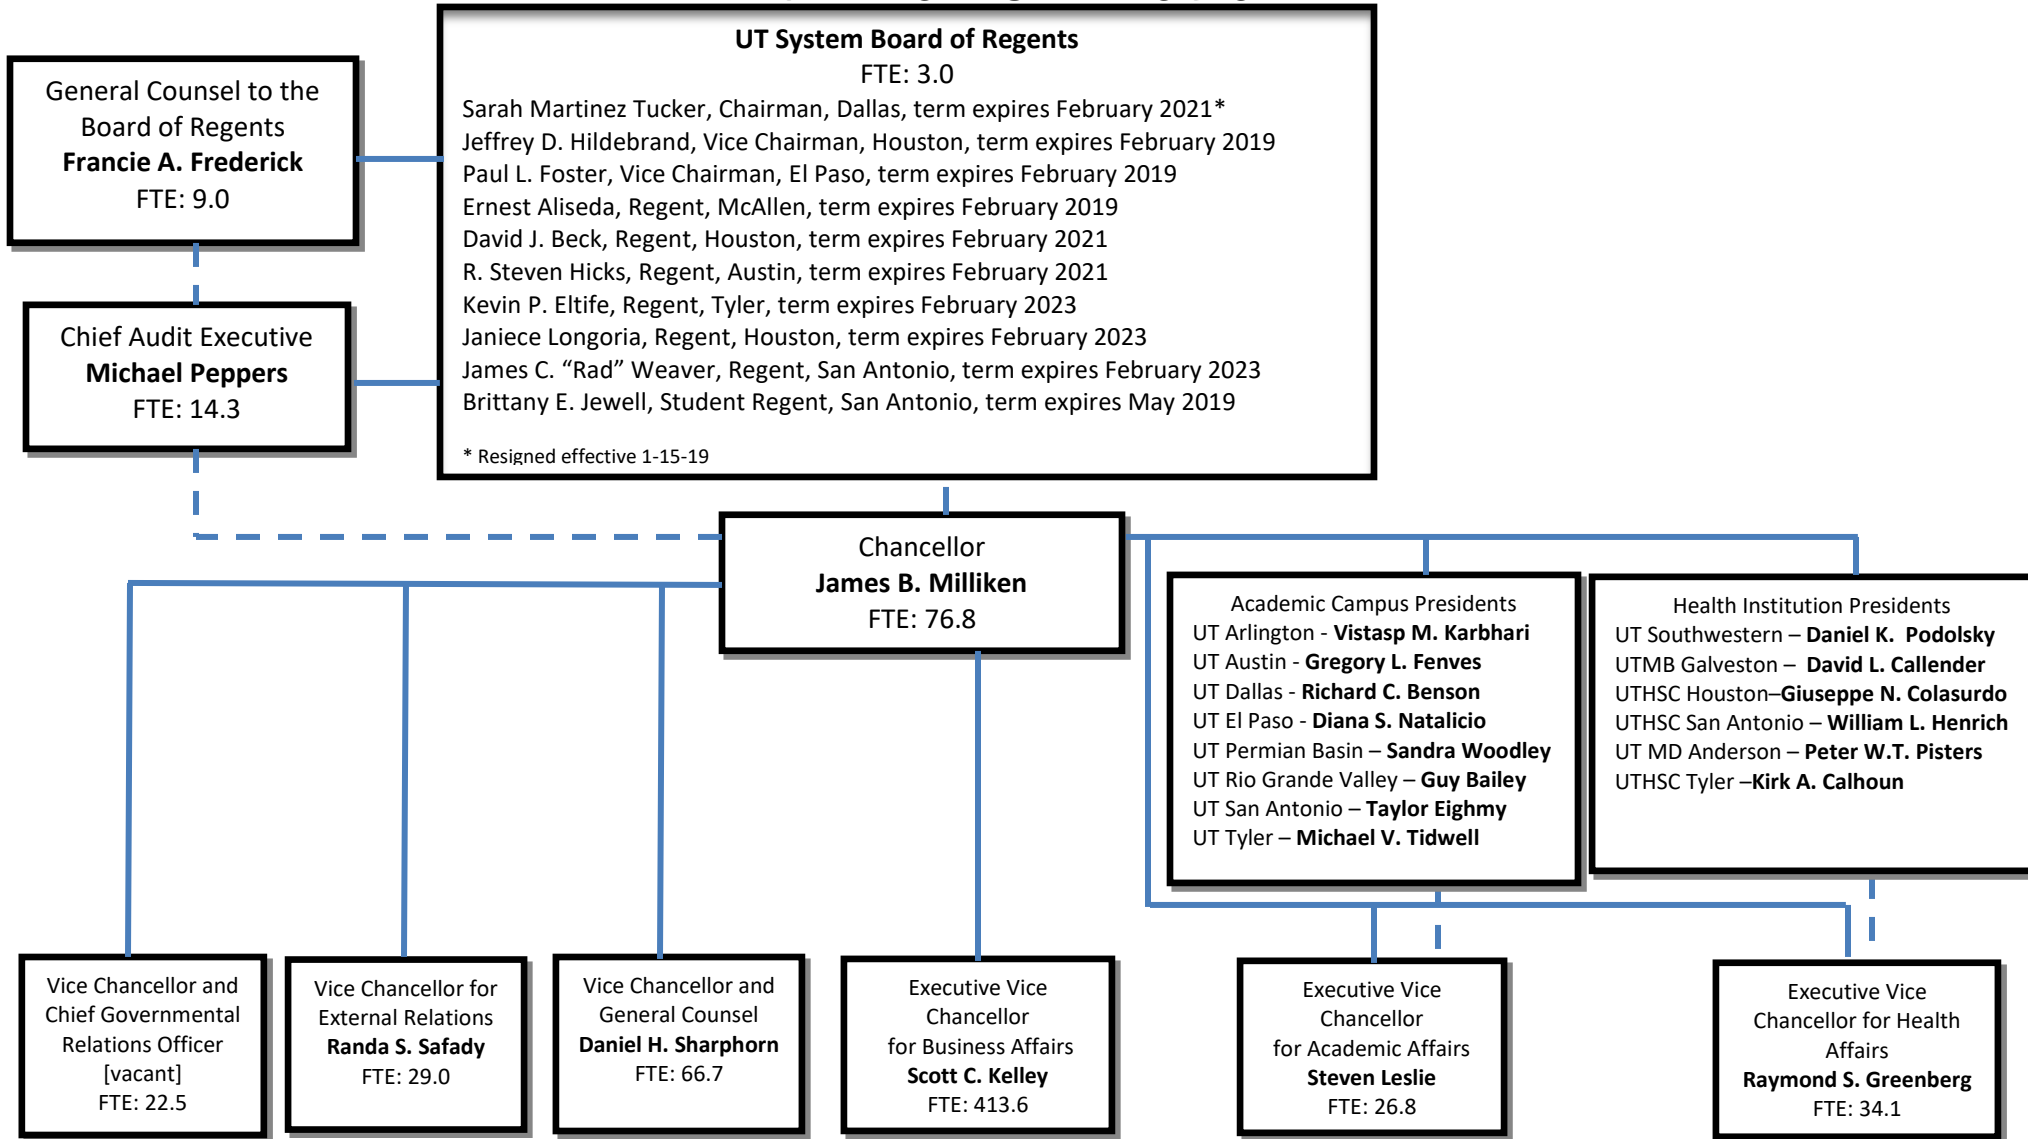 UT System Board of Regents
FTE: 3.0
Sarah Martinez Tucker, Chairman, Dallas, term expires February 2021*
Jeffrey D. Hildebrand, Vice Chairman, Houston, term expires February 2019
Paul L. Foster, Vice Chairman, El Paso, term expires February 2019
Ernest Aliseda, Regent, McAllen, term expires February 2019
David J. Beck, Regent, Houston, term expires February 2021
R. Steven Hicks, Regent, Austin, term expires February 2021
Kevin P. Eltife, Regent, Tyler, term expires February 2023
Janiece Longoria, Regent, Houston, term expires February 2023
James C. “Rad” Weaver, Regent, San Antonio, term expires February 2023
Brittany E. Jewell, Student Regent, San Antonio, term expires May 2019
* Resigned effective 1-15-19
General Counsel to the
Board of Regents
Francie A. Frederick
FTE: 9.0
Chief Audit Executive
Michael Peppers
FTE: 14.3
Chancellor
James B. Milliken
FTE: 76.8
Academic Campus Presidents
UT Arlington - Vistasp M. Karbhari
UT Austin - Gregory L. Fenves
UT Dallas - Richard C. Benson
UT El Paso - Diana S. Natalicio
UT Permian Basin – Sandra Woodley
UT Rio Grande Valley – Guy Bailey
UT San Antonio – Taylor Eighmy
UT Tyler – Michael V. Tidwell
Health Institution Presidents
UT Southwestern – Daniel K. Podolsky
UTMB Galveston – David L. Callender
UTHSC Houston–Giuseppe N. Colasurdo
UTHSC San Antonio – William L. Henrich
UT MD Anderson – Peter W.T. Pisters
UTHSC Tyler –Kirk A. Calhoun
Vice Chancellor and
Chief Governmental
Relations Officer
[vacant]
FTE: 22.5
Vice Chancellor for
External Relations
Randa S. Safady
FTE: 29.0
Vice Chancellor and
General Counsel
Daniel H. Sharphorn
FTE: 66.7
Executive Vice
Chancellor
for Business Affairs
Scott C. Kelley
FTE: 413.6
Executive Vice
Chancellor
for Academic Affairs
Steven Leslie
FTE: 26.8
Executive Vice
Chancellor for Health
Affairs
Raymond S. Greenberg
FTE: 34.1